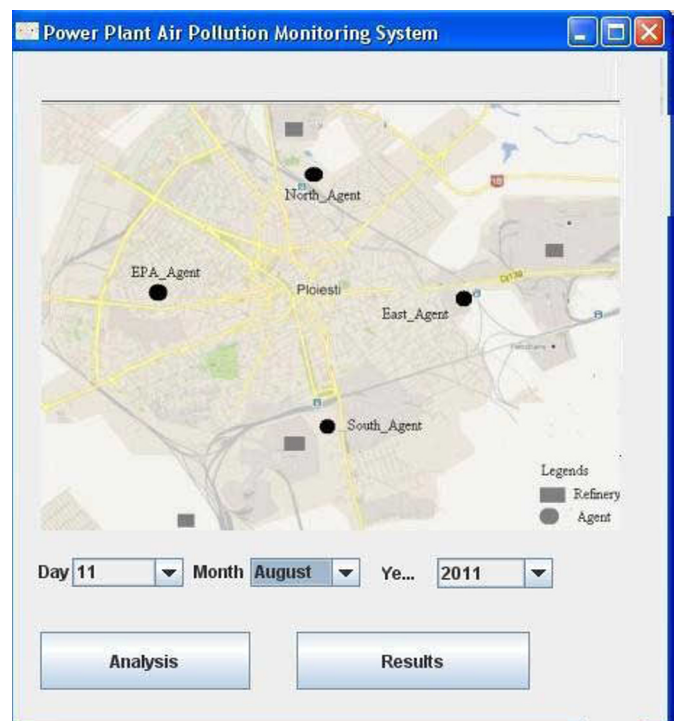 Power Plant Air Pollution Monitoring System
North_Agent
EPA_Agent
Ploiesti
East_Agent
South_Agent
Legends
Refinery
Agent
Day 11 Month August Ye... 2011
Analysis Results